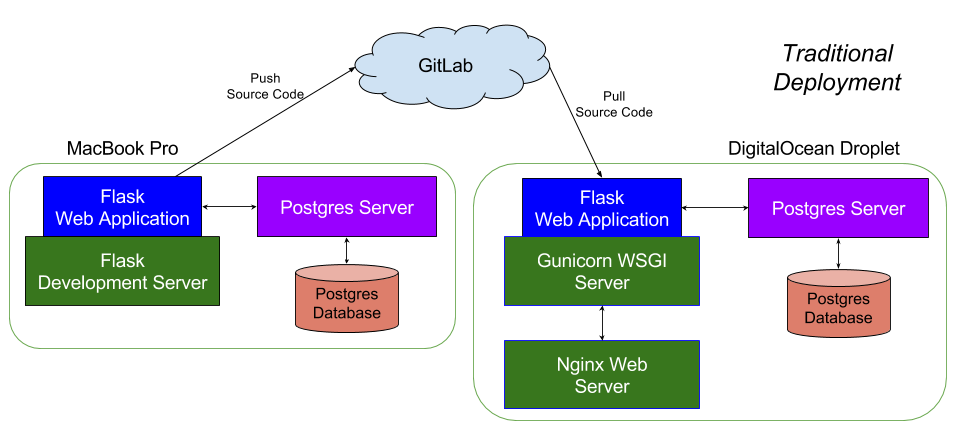 Traditional
Deployment
GitLab
Push
Source Code
Pull
Source Code
MacBook Pro
Flask
Web Application
Postgres Server
Flask
Development Server
Postgres
Database
DigitalOcean Droplet
Flask
Web Application
Postgres Server
Gunicorn WSGI
Server
Postgres
Database
Nginx Web
Server